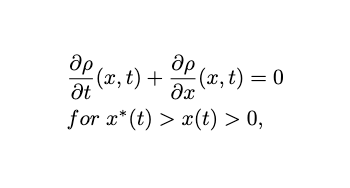 ∂ρ/∂t (x, t) + ∂ρ/∂x (x, t) = 0
for x*(t) > x(t) > 0,